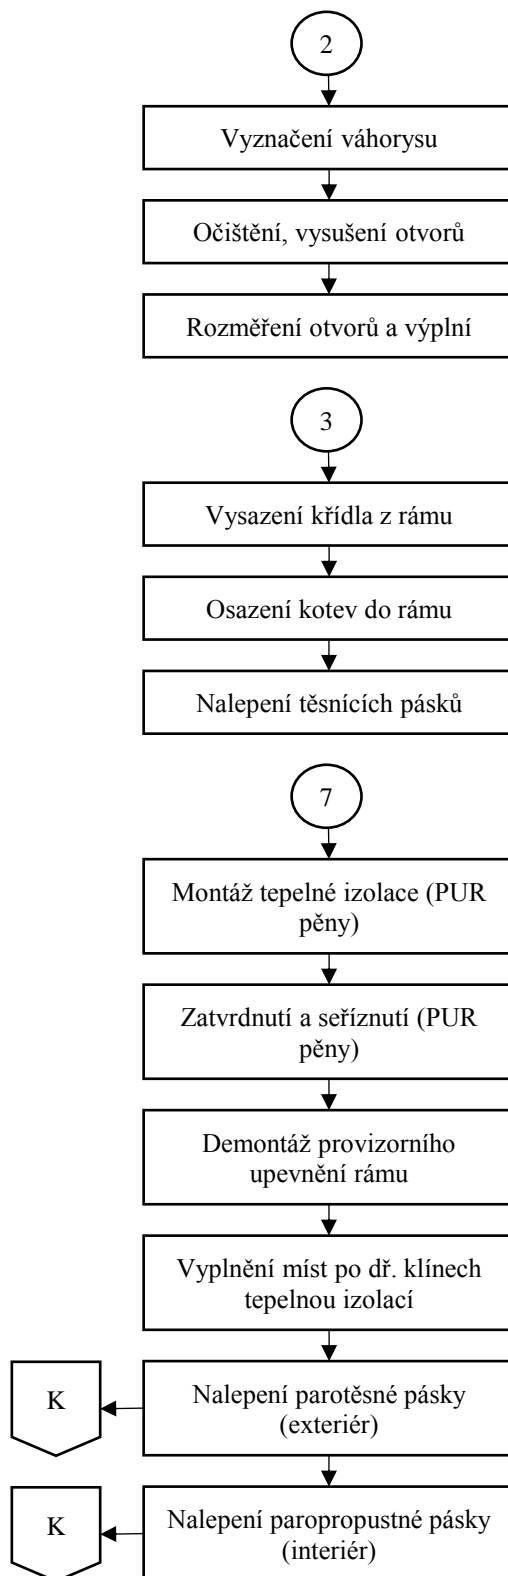 2
Vyznačení váhorysu
Očištění, vysušení otvorů
Rozměření otvorů a výplní
3
Vysazení křídla z rámu
Osazení kotev do rámu
Nalepení těsnících pásků
7
Montáž tepelné izolace (PUR
pěny)
Zatvrdnutí a seříznutí (PUR
pěny)
Demontáž provizorního
upevnění rámu
Vyplnění míst po dř. klínech
tepelnou izolací
K
Nalepení parotěsné pásky
(exteriér)
K
Nalepení paropropustné pásky
(interiér)